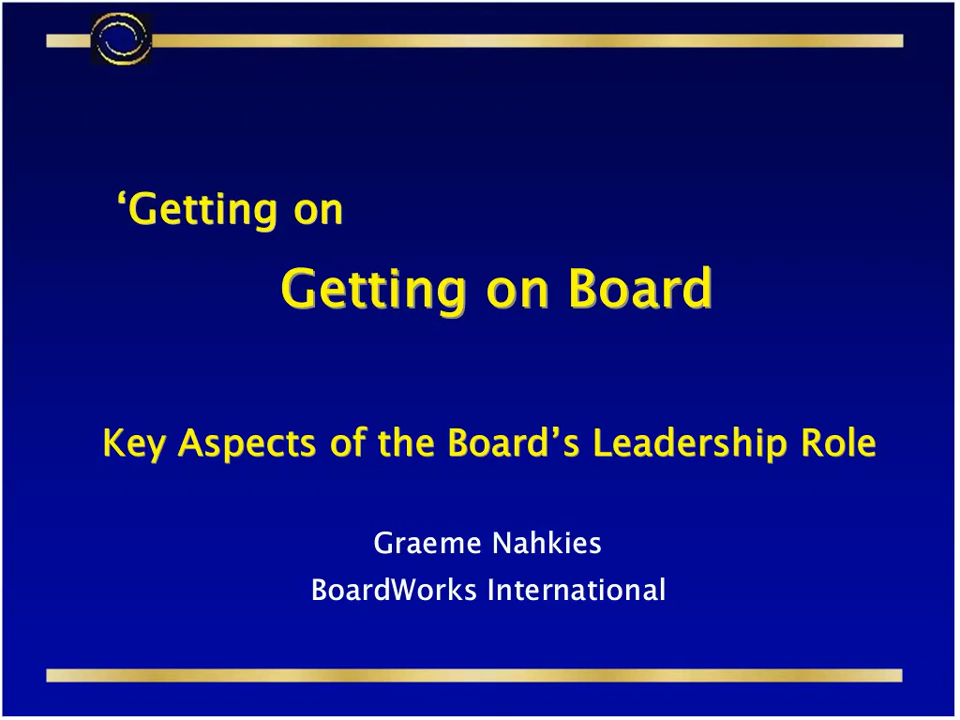 ‘Getting on
Getting on Board
Key Aspects of the Board’s Leadership Role
Graeme Nahkies
BoardWorks International